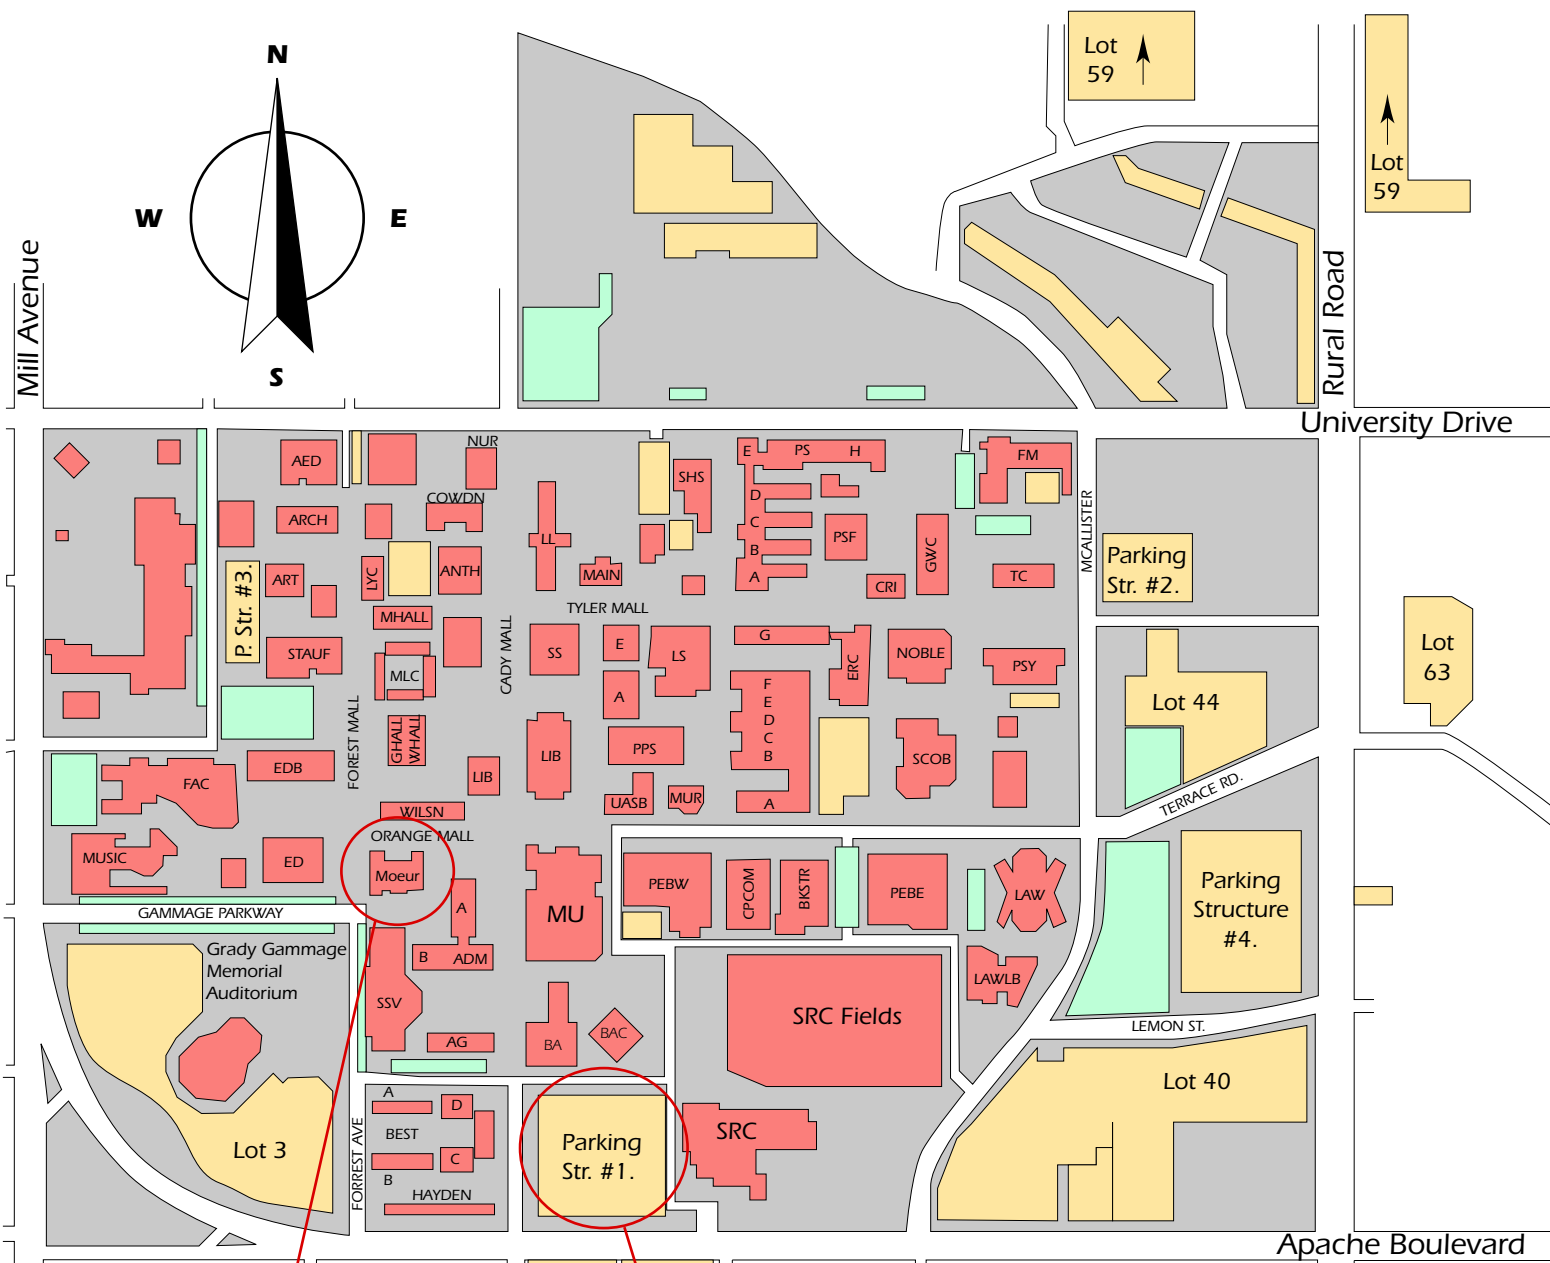 N
W
E
S
Mill Avenue
Lot
59
Lot
59
Rural Road
University Drive
NUR
AED
COWDN
ARCH
LL
SHS
E
PS
H
D
C
B
A
FM
PSF
GWC
MCALISTER
Parking
Str. #2.
P. Str. #3.
ART
LYC
ANTH
MAIN
CRI
TC
MHALL
TYLER MALL
CADY MALL
STAUF
MLC
SS
E
LS
A
G
ERC
NOBLE
PSY
Lot
63
Lot 44
F
E
D
C
B
A
FOREST MALL
GHALL
WHALL
LIB
LIB
PPS
SCOB
EDB
FAC
UASB
MUR
TERRACE RD.
WILSN
ORANGE MALL
MUSIC
ED
Moeur
A
MU
PEBW
CPCOM
BKSTR
PEBE
LAW
Parking
Structure
#4.
GAMMAGE PARKWAY
Grady Gammage
Memorial
Auditorium
B
ADM
SSV
LAWLB
SRC Fields
AG
BA
BAC
LEMON ST.
Lot 40
A
D
BEST
C
B
HAYDEN
FORREST AVE
Lot 3
Parking
Str. #1.
SRC
Apache Boulevard